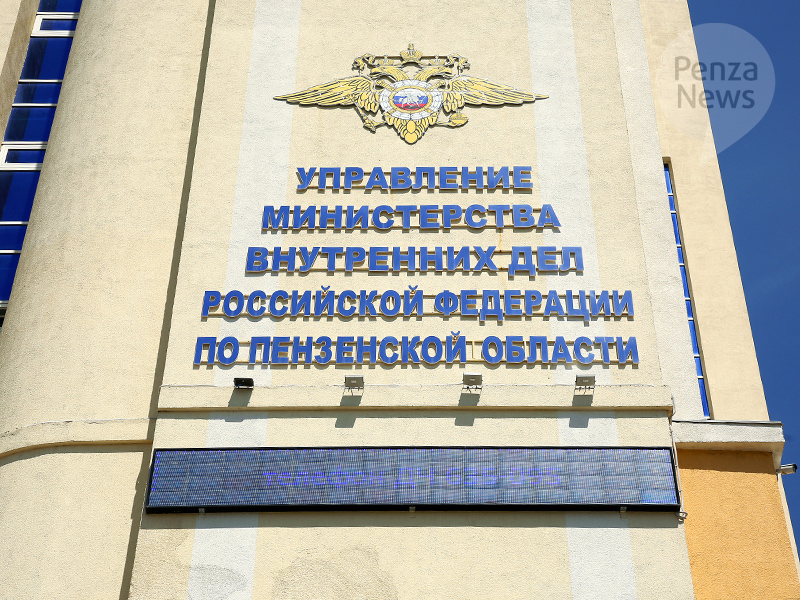 Penza
News
УПРАВЛЕНИЕ
МИНИСТЕРСТВА
ВНУТРЕННИХ ДЕЛ
РОССИЙСКОЙ ФЕДЕРАЦИИ
ПО ПЕНЗЕНСКОЙ ОБЛАСТИ